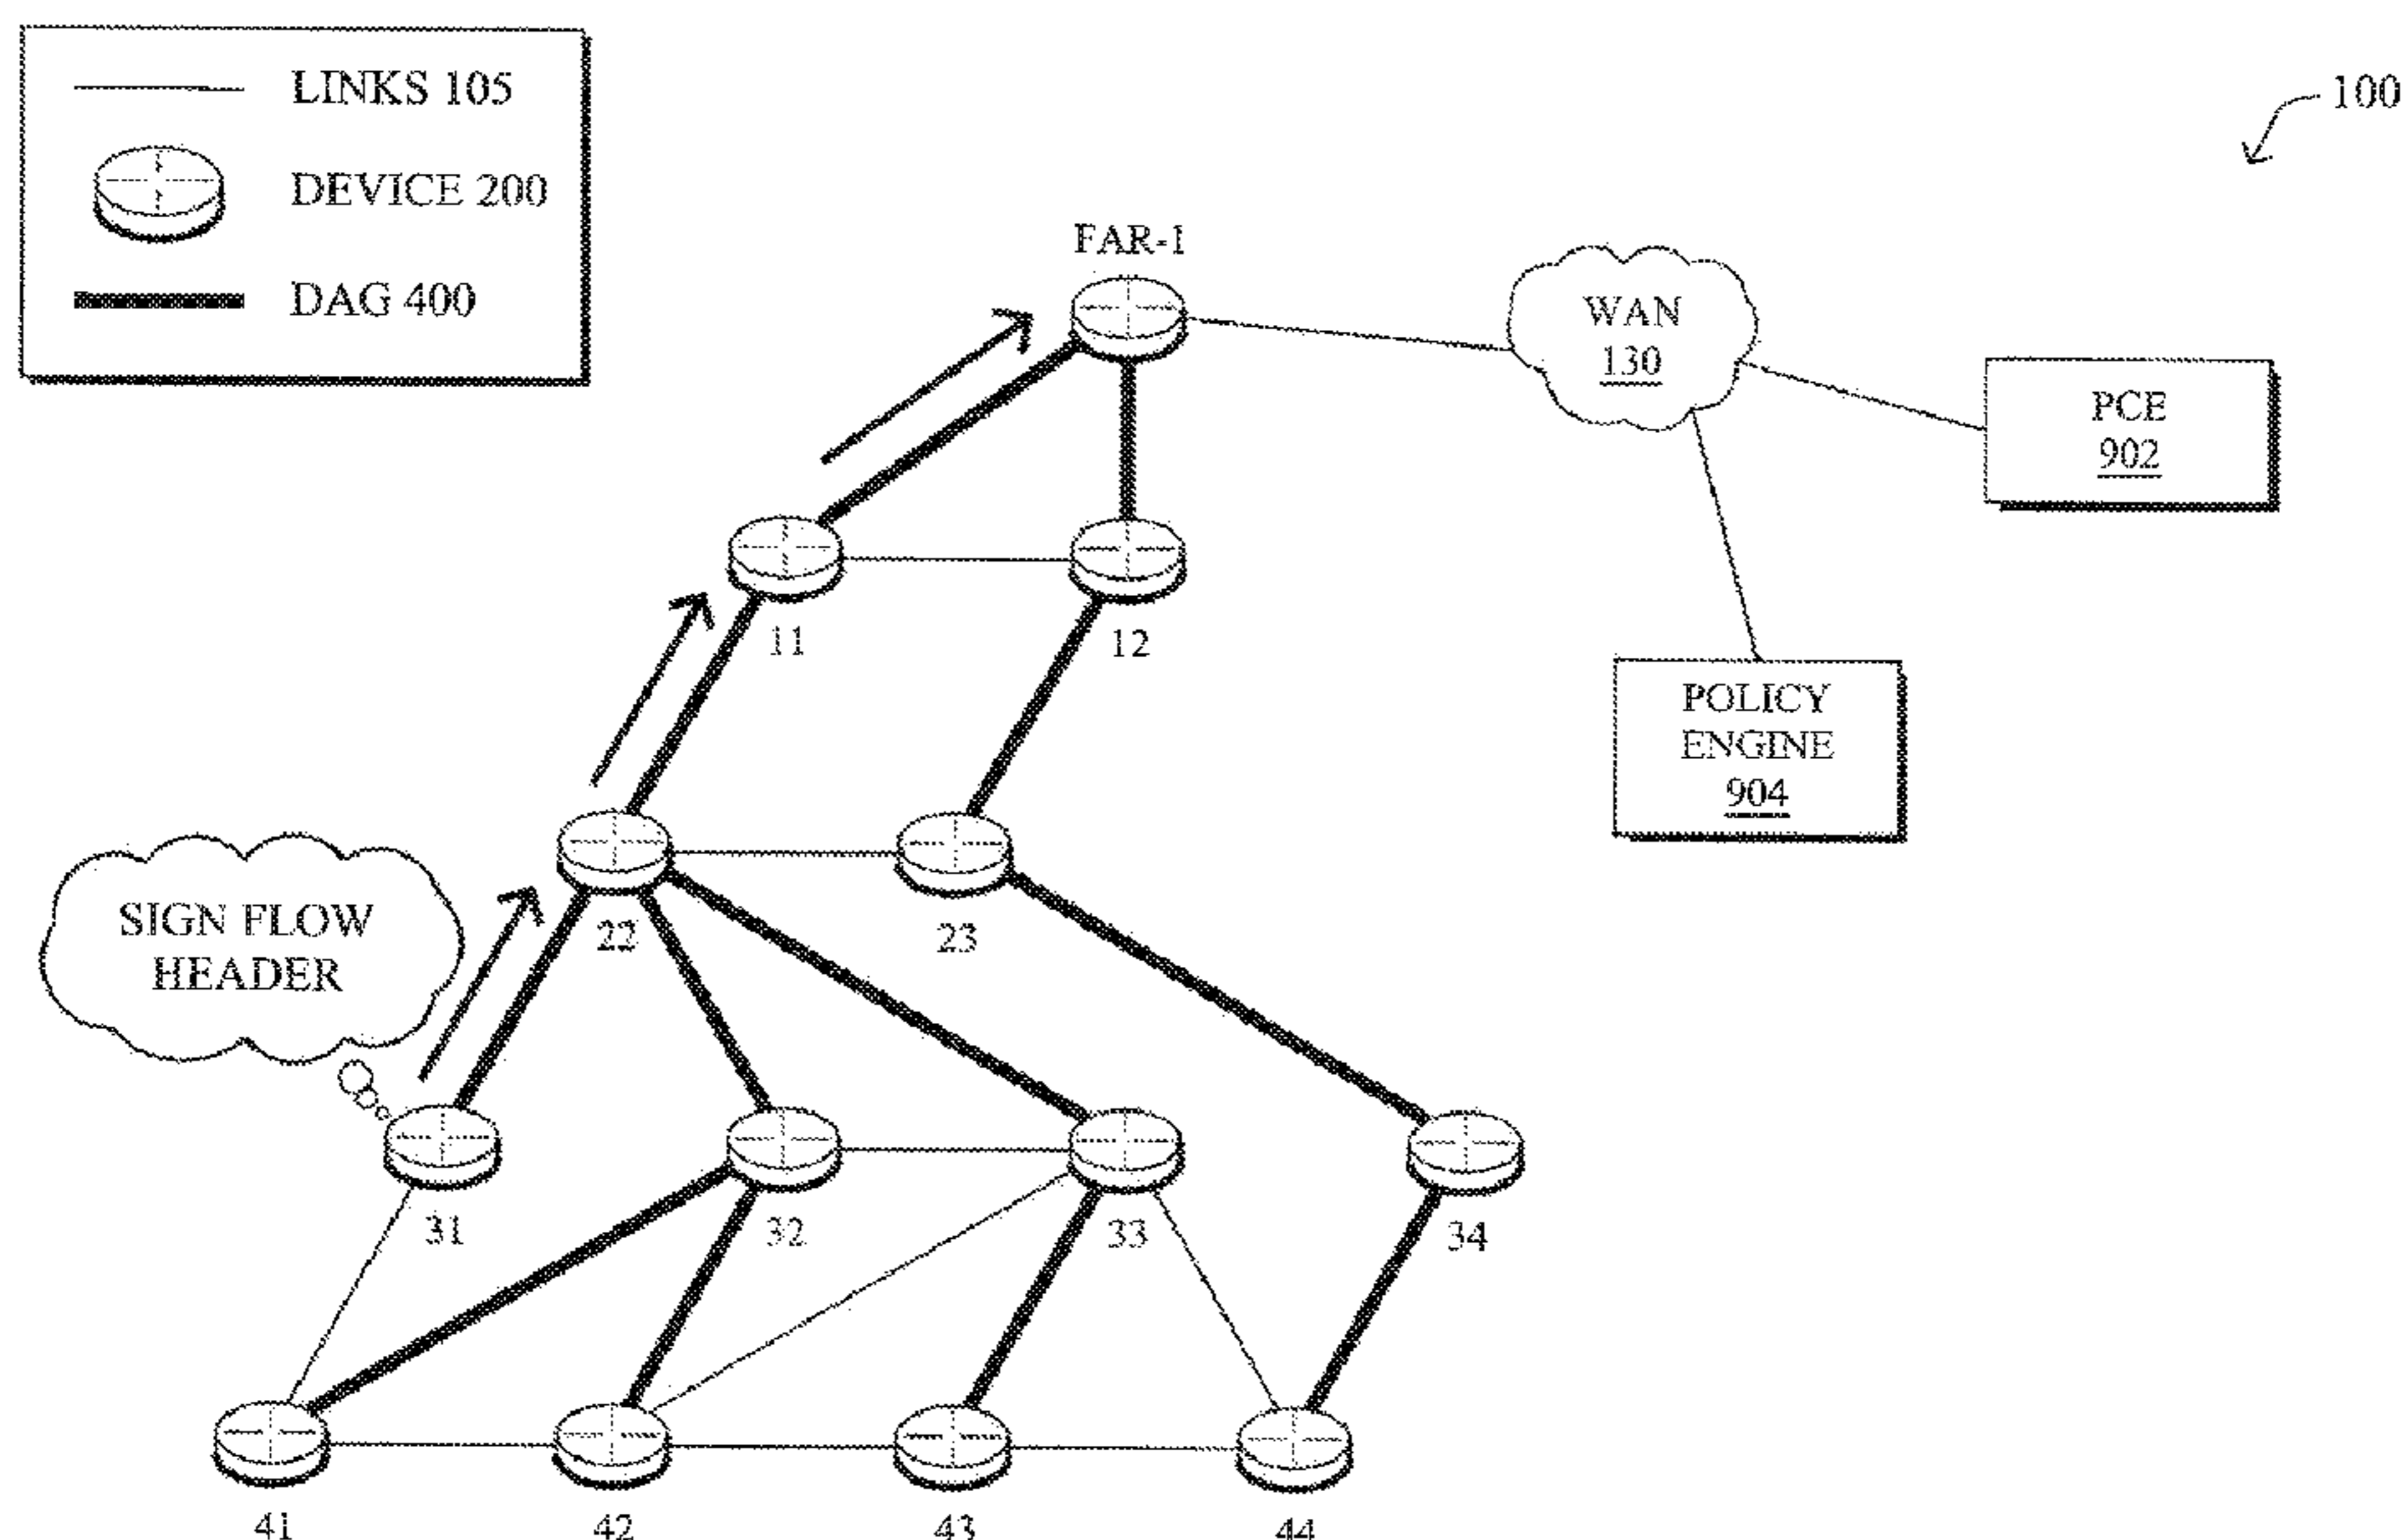 LINKS 105
DEVICE 200
DAG 400
100
FAR-1
WAN
130
PCE
902
11
12
POLICY
ENGINE
904
SIGN FLOW
HEADER
22
23
31
32
33
34
41
42
43
44